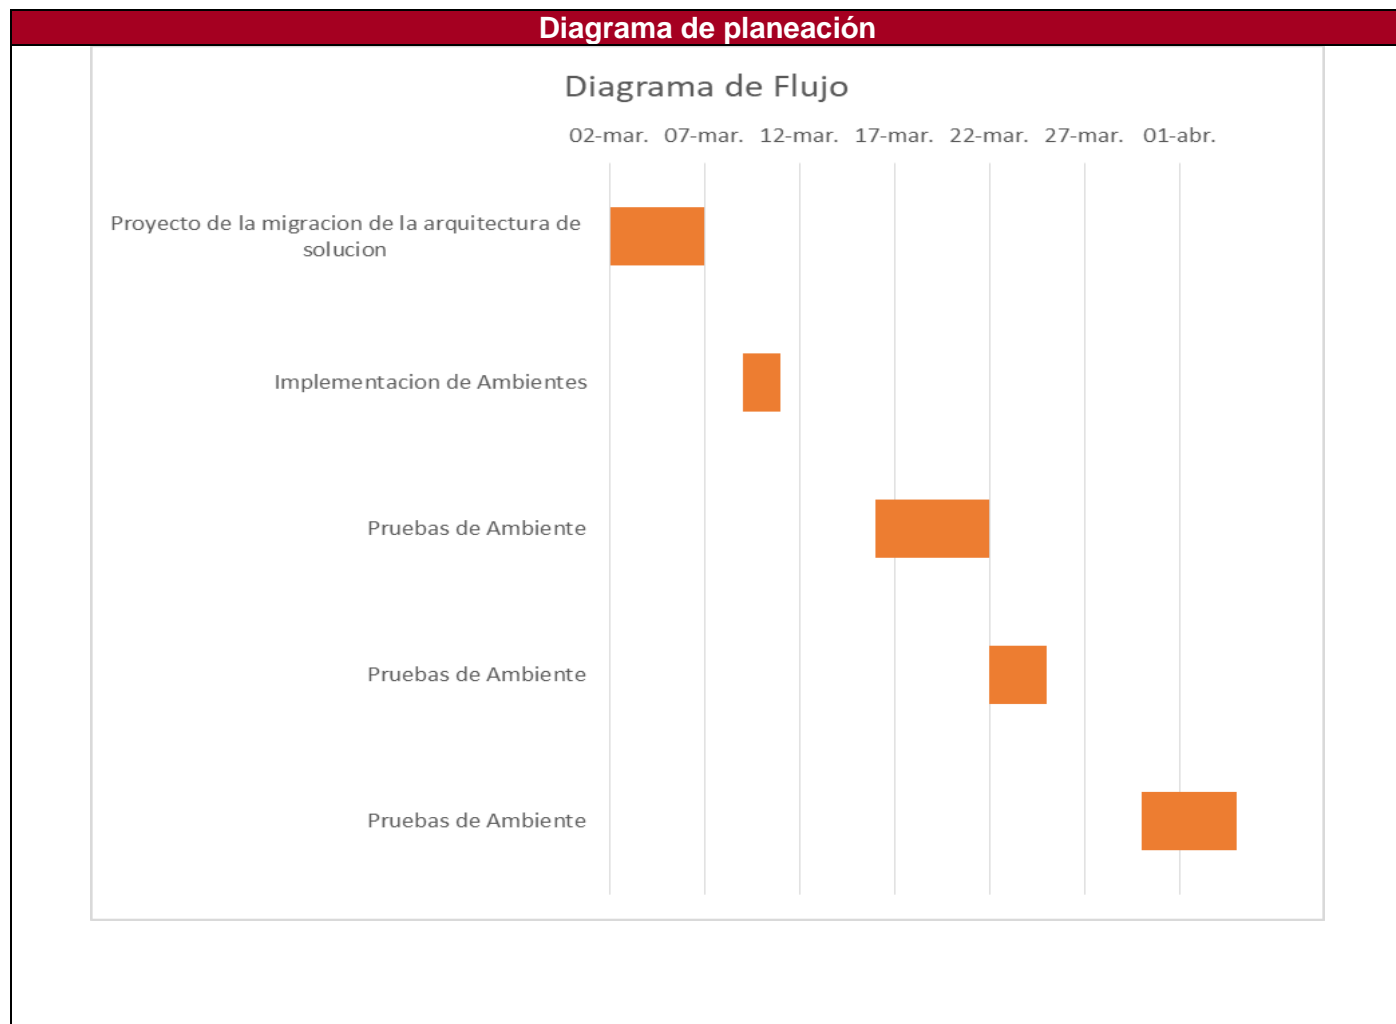 Diagrama de planeación
Diagrama de Flujo
02-mar. 07-mar. 12-mar. 17-mar. 22-mar. 27-mar. 01-abr.
Proyecto de la migracion de la arquitectura de
solucion
Implementacion de Ambientes
Pruebas de Ambiente
Pruebas de Ambiente
Pruebas de Ambiente